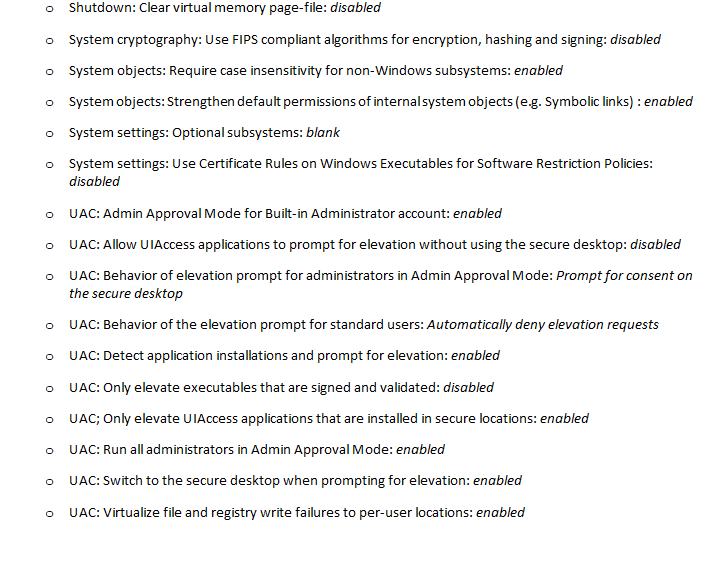 o Shutdown: Clear virtual memory page-file: disabled
o System cryptography: Use FIPS compliant algorithms for encryption, hashing and signing: disabled
o System objects: Require case insensitivity for non-Windows subsystems: enabled
o System objects: Strengthen default permissions of internal system objects (e.g. Symbolic links) : enabled
o System settings: Optional subsystems: blank
o System settings: Use Certificate Rules on Windows Executables for Software Restriction Policies:
disabled
o UAC: Admin Approval Mode for Built-in Administrator account: enabled
o UAC: Allow UIAccess applications to prompt for elevation without using the secure desktop: disabled
o UAC: Behavior of elevation prompt for administrators in Admin Approval Mode: Prompt for consent on
the secure desktop
o UAC: Behavior of the elevation prompt for standard users: Automatically deny elevation requests
o UAC: Detect application installations and prompt for elevation: enabled
o UAC: Only elevate executables that are signed and validated: disabled
o UAC; Only elevate UIAccess applications that are installed in secure locations: enabled
o UAC: Run all administrators in Admin Approval Mode: enabled
o UAC: Switch to the secure desktop when prompting for elevation: enabled
o UAC: Virtualize file and registry write failures to per-user locations: enabled